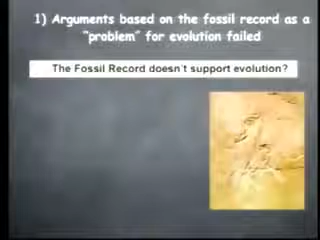 1) Arguments based on the fossil record as a
"problem" for evolution failed
The Fossil Record doesn't support evolution?